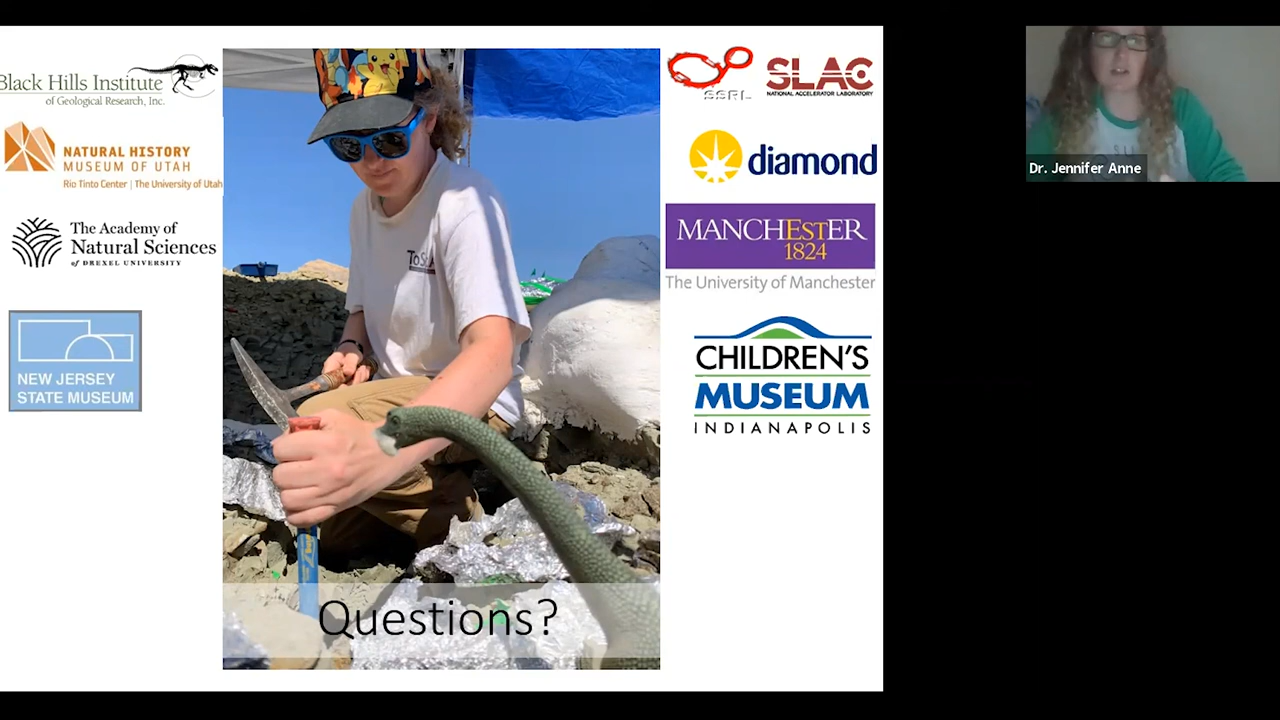 Black Hills Institute
of Geological Research, Inc.
NATURAL HISTORY
MUSEUM OF UTAH
Rio Tinto Center | The University of Utah
The Academy of
Natural Sciences
of DREXEL UNIVERSITY
NEW JERSEY
STATE MUSEUM
Questions?
SSRL
SLAC
NATIONAL ACCELERATOR LABORATORY
diamond
MANCHESTER
1824
The University of Manchester
CHILDREN'S
MUSEUM
INDIANAPOLIS
Dr. Jennifer Anne